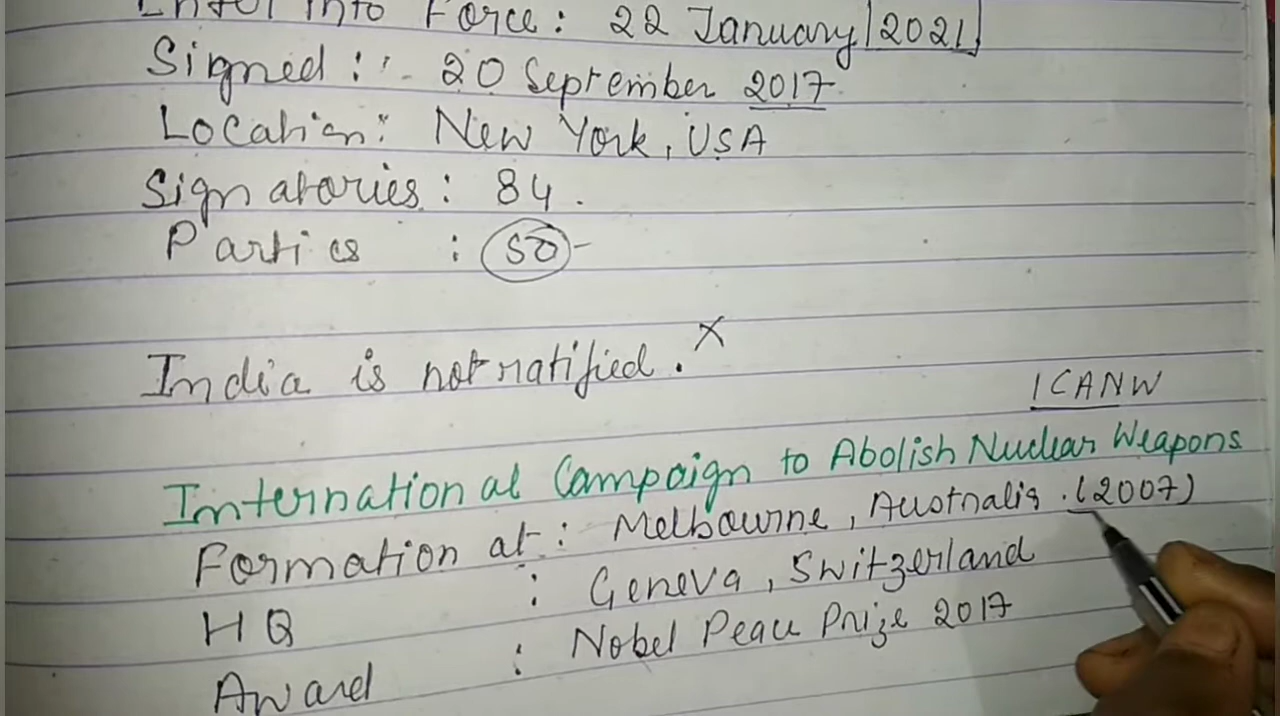 Enter into Force: 22 January 2021
Signed :- 20 September 2017
Location: New York, USA
Signatories: 84.
Parties : 50-
India is not ratified. X
ICANW
International Campaign to Abolish Nuclear Weapons
Formation at : Melbourne, Australia. (2007)
HQ : Geneva, Switzerland
Award : Nobel Peace Prize 2017